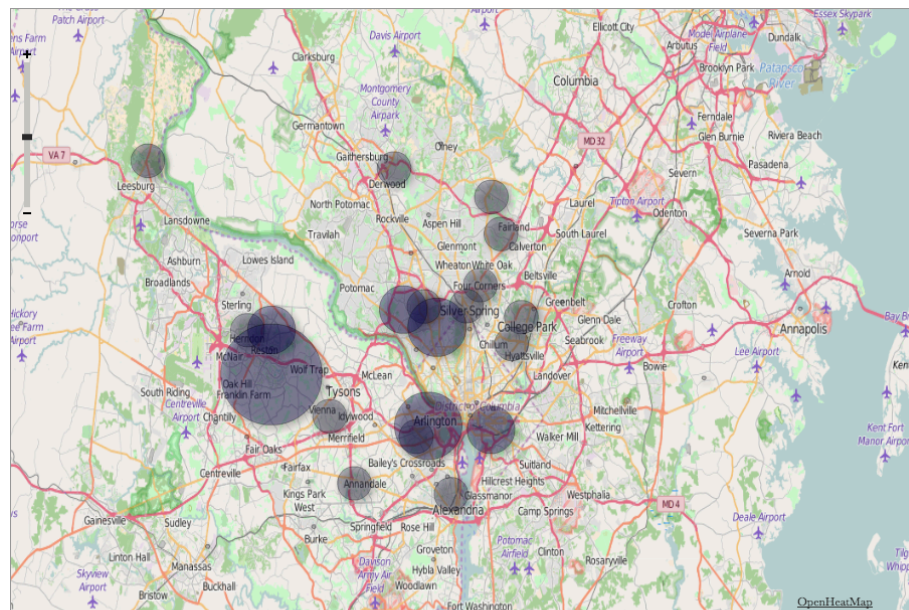 Patch Airport
Airport
Ellicott City
Essex Skypark
Dundalk
ens Farm
Airport
Davis Airport
Clarksburg
Arbutus
Model Airplane
Field
Brooklyn Park
Patapsco
River
Columbia
Montgomery
County
Airpark
Ferndale
Glen Burnie
Riviera Beach
Germantown
Olney
MD 32
VA 7
Gaithersburg
Derwood
Pasadena
Severn
Leesburg
North Potomac
Laurel
Tipton Airport
Odenton
Rockville
Aspen Hill
Fairland
Lansdowne
Travilah
Calverton
South Laurel
Severna Park
Glenmont
Ashburn
Lowes Island
Wheaton
White Oak
Beltsville
Arnold
Broadlands
Potomac
Four Corners
Greenbelt
Crofton
Sterling
Silver Spring
Glenn Dale
College Park
Annapolis
Herndon
Chillum
Seabrook
Freeway
Airport
Lee Airport
McNair
Reston
Hyattsville
Bowie
Wolf Trap
McLean
Landover
Oak Hill
Franklin Farm
Tysons
South Riding
Centreville
Airport
Chantilly
Vienna
Idylwood
District of Columbia
Mitchellville
Arlington
Kettering
Merrifield
Walker Mill
Kent Fort
Manor Airport
Fair Oaks
Bailey's Crossroads
Suitland
Centreville
Fairfax
Annandale
Hillcrest Heights
Kings Park
West
Glassmanor
Westphalia
MD 4
Alexandria
Camp Springs
Gainesville
Sudley
Springfield
Rose Hill
Deale Airport
Burke
Potomac
Airfield
Linton Hall
Groveton
Clinton
Manassas
Rosaryville
Skyview
Airport
Buckhall
Davison
Army Air
Field
Hybla Valley
Woodlawn
Bristow
Fort Washington
OpenHeatMap